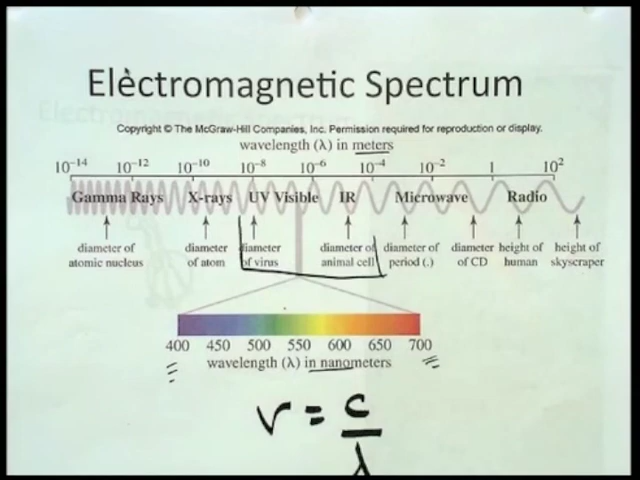 Electromagnetic Spectrum
Copyright © The McGraw-Hill Companies, Inc. Permission required for reproduction or display.
wavelength (λ) in meters
10⁻¹⁴ 10⁻¹² 10⁻¹⁰ 10⁻⁸ 10⁻⁶ 10⁻⁴ 10⁻² 1 10²
Gamma Rays X-rays UV Visible IR Microwave Radio
diameter of diameter diameter diameter of diameter of diameter height of height of
atomic nucleus of atom of virus animal cell period (.) of CD human skyscraper
400 450 500 550 600 650 700
wavelength (λ) in nanometers
ν = c
λ